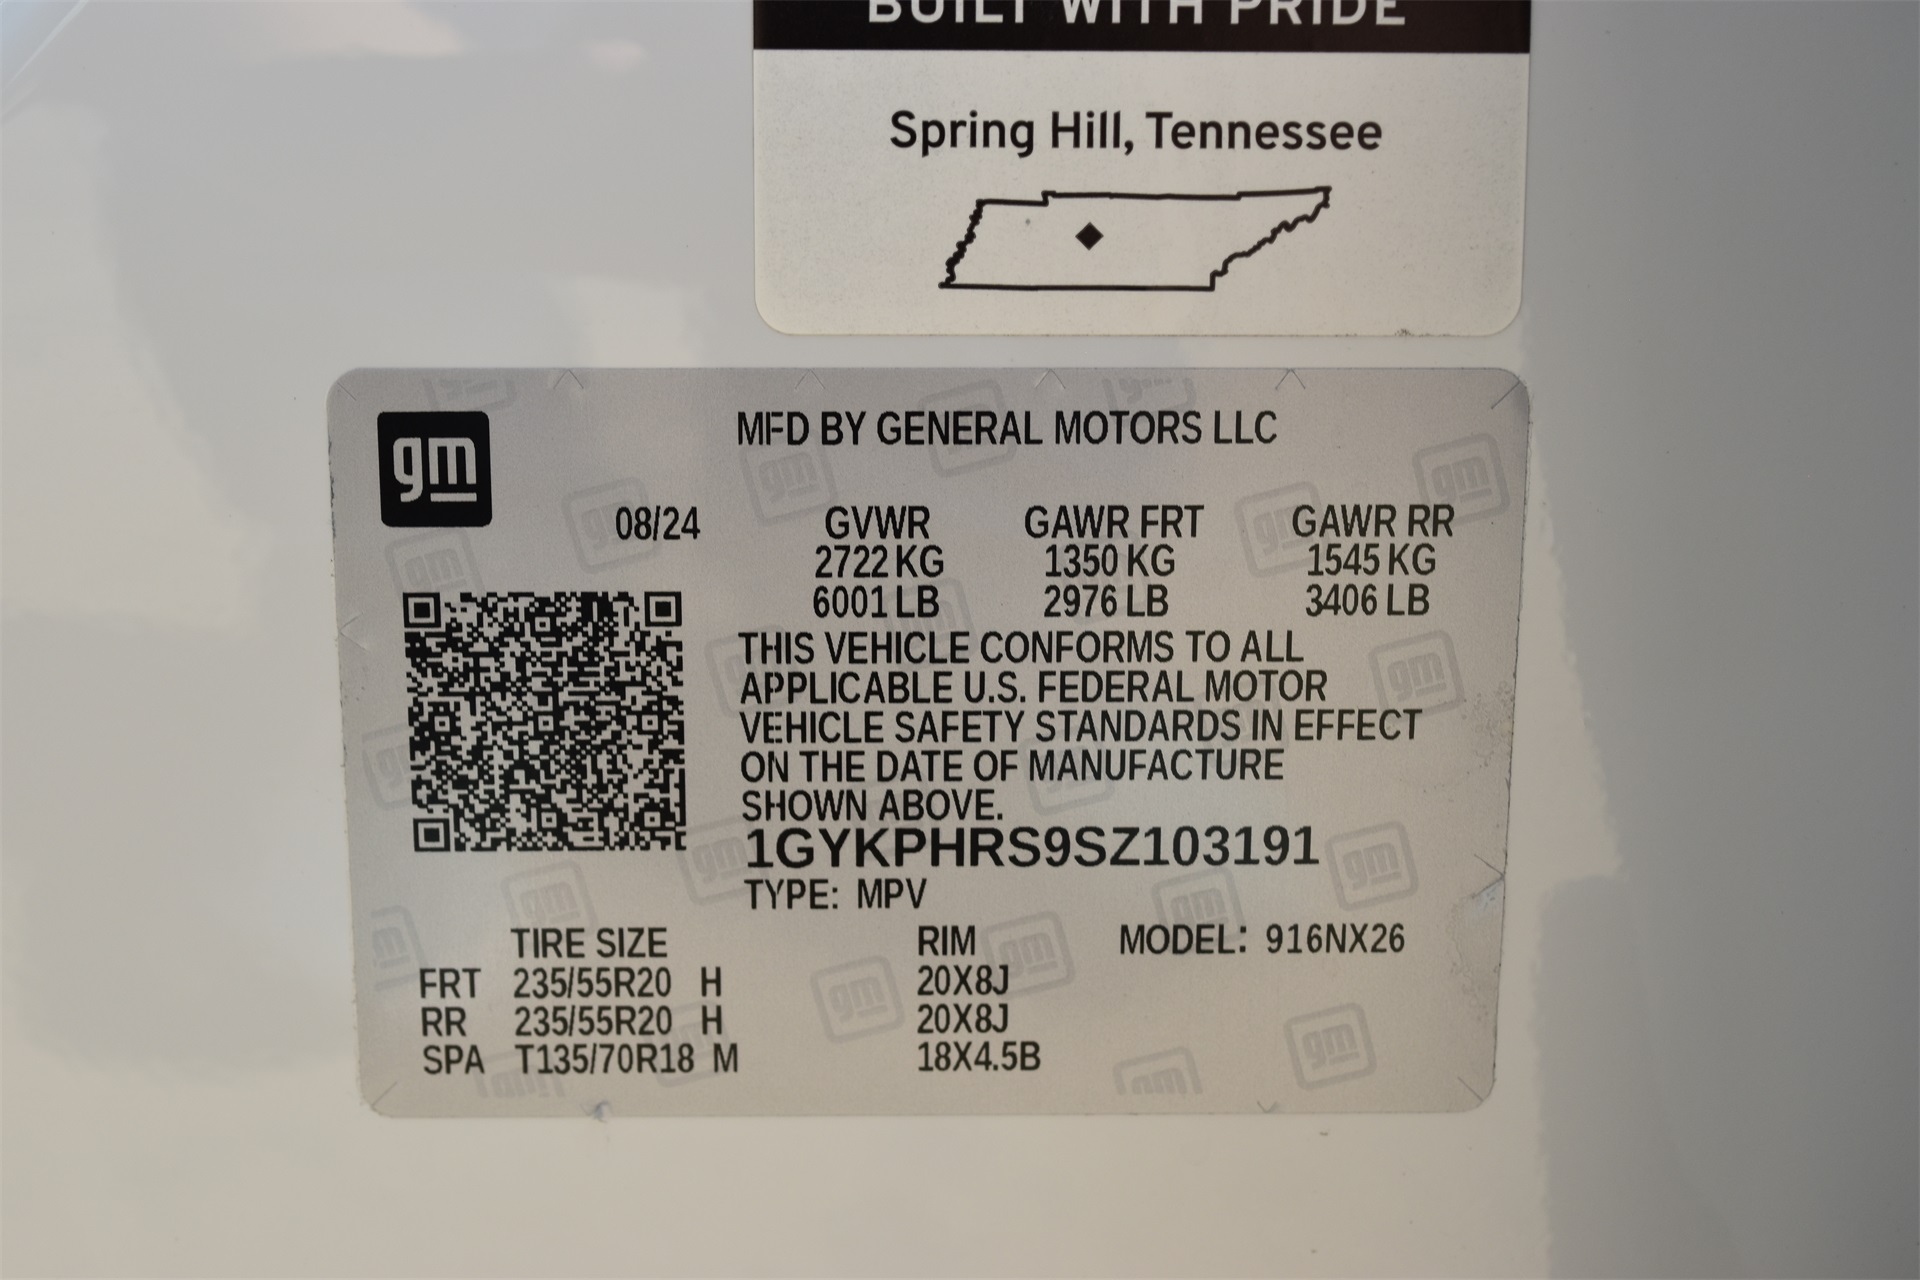 BUILT WITH PRIDE
Spring Hill, Tennessee
gm
MFD BY GENERAL MOTORS LLC
08/24 GVWR GAWR FRT GAWR RR
2722 KG 1350 KG 1545 KG
6001 LB 2976 LB 3406 LB
THIS VEHICLE CONFORMS TO ALL
APPLICABLE U.S. FEDERAL MOTOR
VEHICLE SAFETY STANDARDS IN EFFECT
ON THE DATE OF MANUFACTURE
SHOWN ABOVE.
1GYKPHRS9SZ103191
TYPE: MPV
TIRE SIZE RIM MODEL: 916NX26
FRT 235/55R20 H 20X8J
RR 235/55R20 H 20X8J
SPA T135/70R18 M 18X4.5B